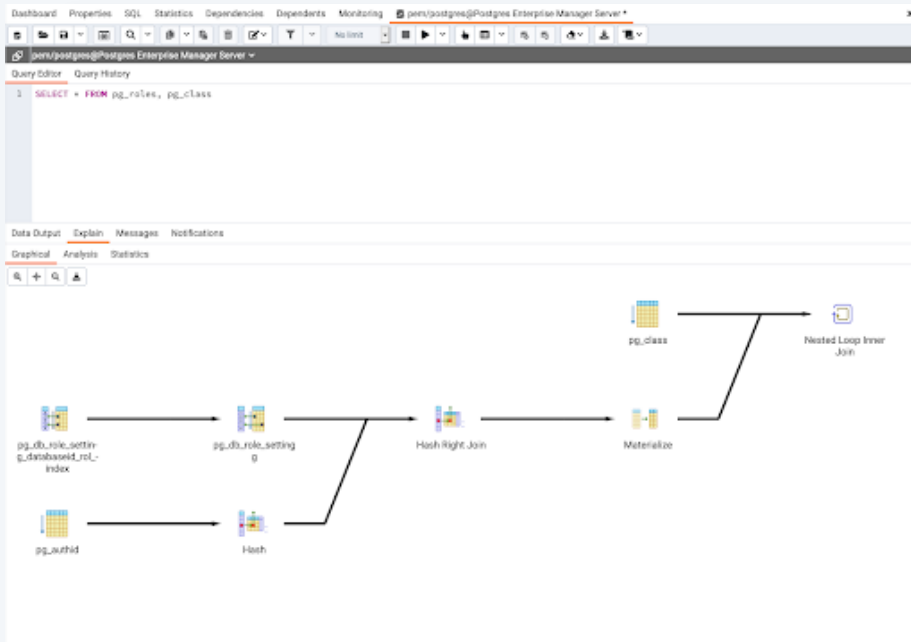 Dashboard Properties SQL Statistics Dependencies Dependents Monitoring pem/postgres@Postgres Enterprise Manager Server *
No limit
pem/postgres@Postgres Enterprise Manager Server
Query Editor Query History
1 SELECT * FROM pg_roles, pg_class
Data Output Explain Messages Notifications
Graphical Analysis Statistics
pg_class
Nested Loop Inner
Join
pg_db_role_settin-
g_databaseid_rol_-
index
pg_db_role_setting
g
Hash Right Join
Materialize
pg_authid
Hash